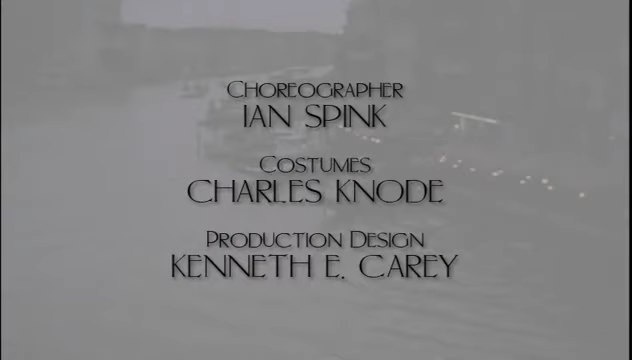 CHOREOGRAPHER
IAN SPINK
COSTUMES
CHARLES KNODE
PRODUCTION DESIGN
KENNETH E. CAREY